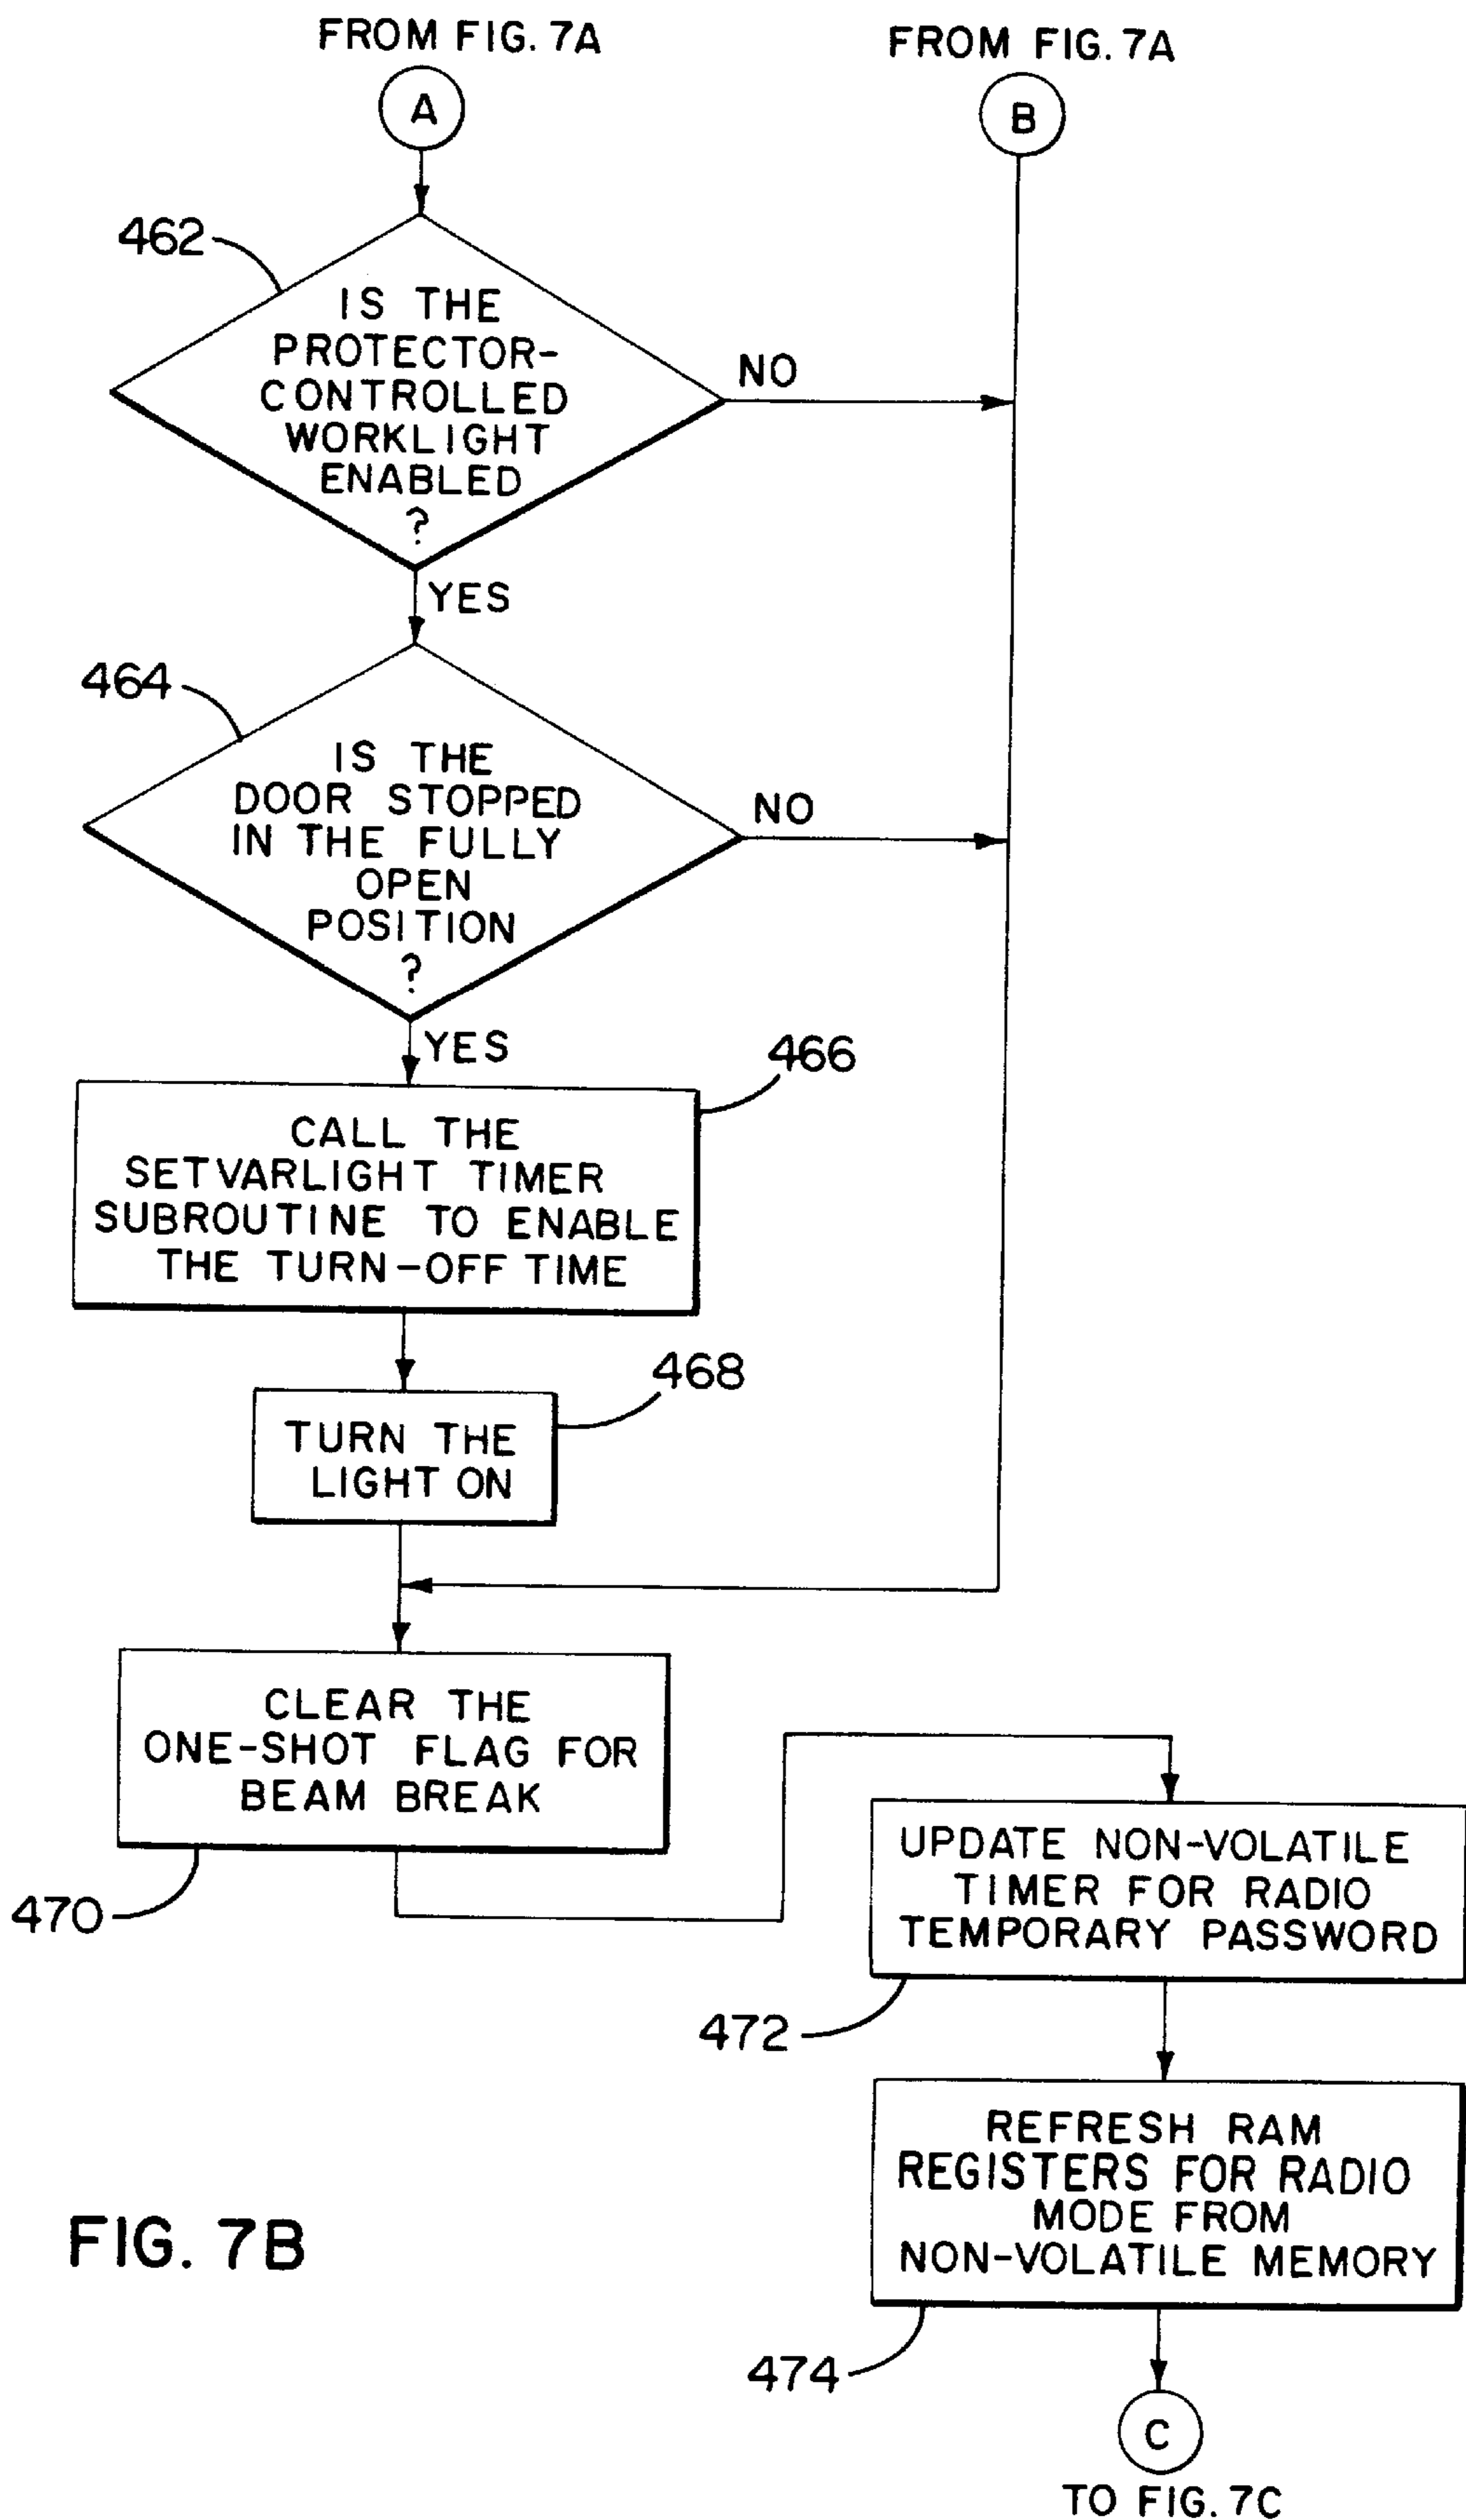 FROM FIG. 7A
A
FROM FIG. 7A
B
462
IS THE
PROTECTOR-
CONTROLLED
WORKLIGHT
ENABLED
?
NO
YES
464
IS THE
DOOR STOPPED
IN THE FULLY
OPEN
POSITION
?
NO
YES
466
CALL THE
SETVARLIGHT TIMER
SUBROUTINE TO ENABLE
THE TURN-OFF TIME
468
TURN THE
LIGHT ON
CLEAR THE
ONE-SHOT FLAG FOR
BEAM BREAK
470
UPDATE NON-VOLATILE
TIMER FOR RADIO
TEMPORARY PASSWORD
472
REFRESH RAM
REGISTERS FOR RADIO
MODE FROM
NON-VOLATILE MEMORY
474
C
TO FIG. 7C
FIG. 7B